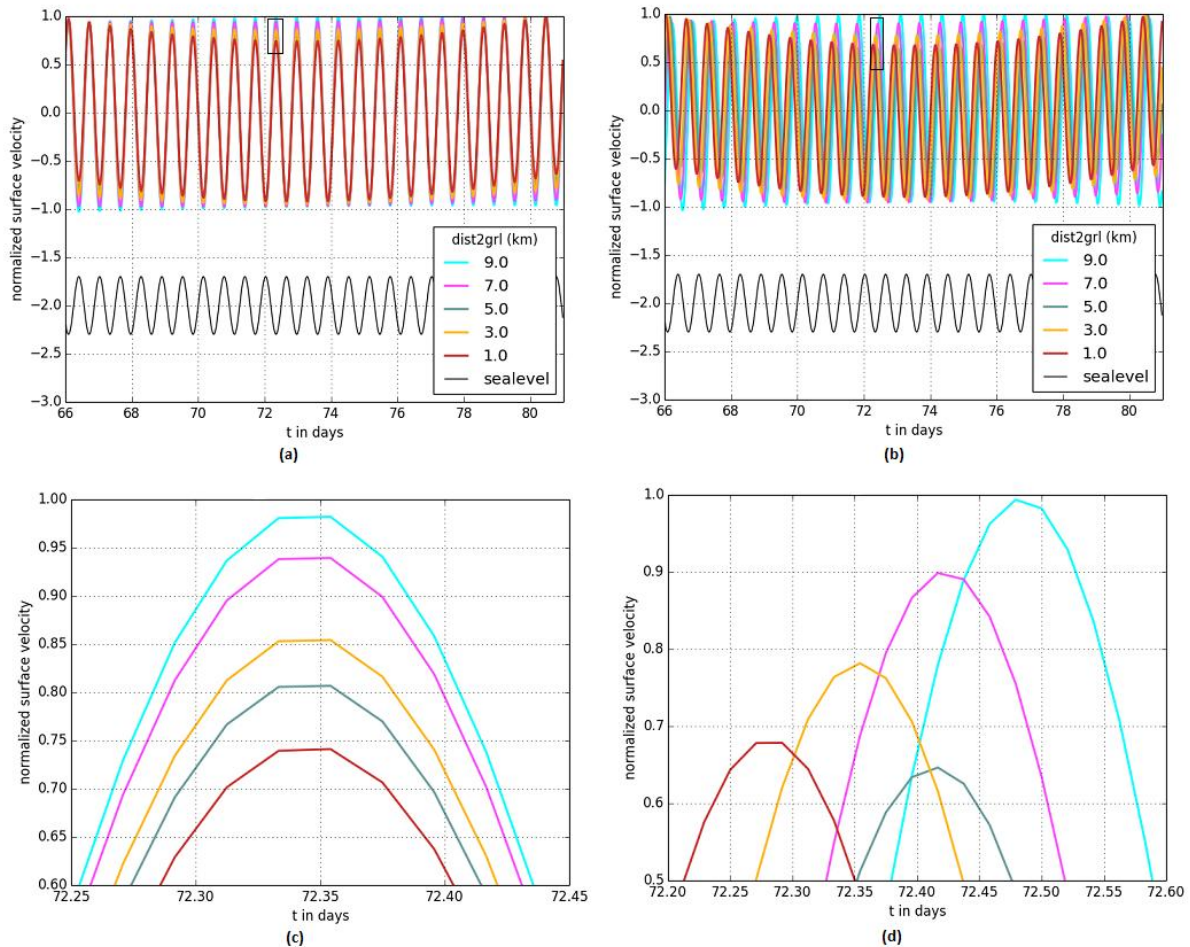 1.0
0.5
0.0
−0.5
−1.0
−1.5
−2.0
−2.5
−3.0
normalized surface velocity
dist2grl (km)
9.0
7.0
5.0
3.0
1.0
sealevel
66 68 70 72 74 76 78 80
t in days
(a)
1.0
0.5
0.0
−0.5
−1.0
−1.5
−2.0
−2.5
−3.0
normalized surface velocity
dist2grl (km)
9.0
7.0
5.0
3.0
1.0
sealevel
66 68 70 72 74 76 78 80
t in days
(b)
1.00
0.95
0.90
0.85
0.80
0.75
0.70
0.65
0.60
normalized surface velocity
72.25 72.30 72.35 72.40 72.45
t in days
(c)
1.0
0.9
0.8
0.7
0.6
0.5
normalized surface velocity
72.20 72.25 72.30 72.35 72.40 72.45 72.50 72.55 72.60
t in days
(d)